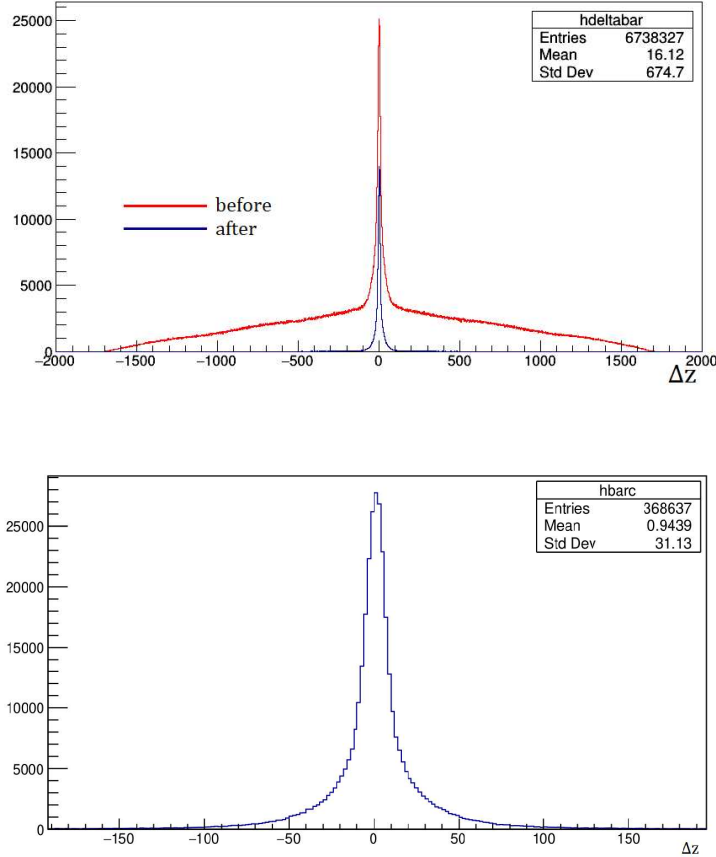 hdeltabar
Entries 6738327
Mean 16.12
Std Dev 674.7
25000
20000
15000
10000
5000
0
before
after
−2000 −1500 −1000 −500 0 500 1000 1500 2000
Δz
hbarc
Entries 368637
Mean 0.9439
Std Dev 31.13
25000
20000
15000
10000
5000
0
−150 −100 −50 0 50 100 150
Δz